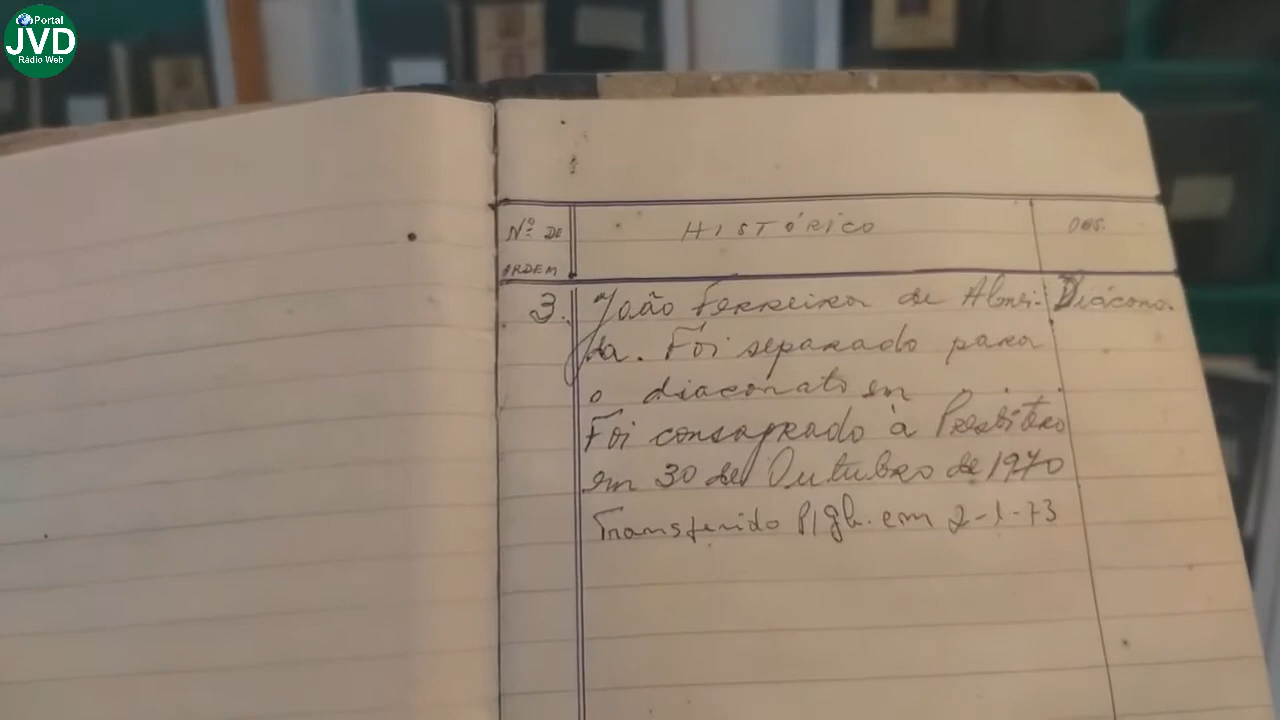 Portal
JVD
Rádio Web
Nº DE
ORDEM
HISTÓRICO
OBS.
3. João Ferreira de Almei- Diácono.
da. Foi separado para
o diaconato em
Foi consagrado à Presbítero
em 30 de Outubro de 1970
Transferido P/gb. em 2-1-73